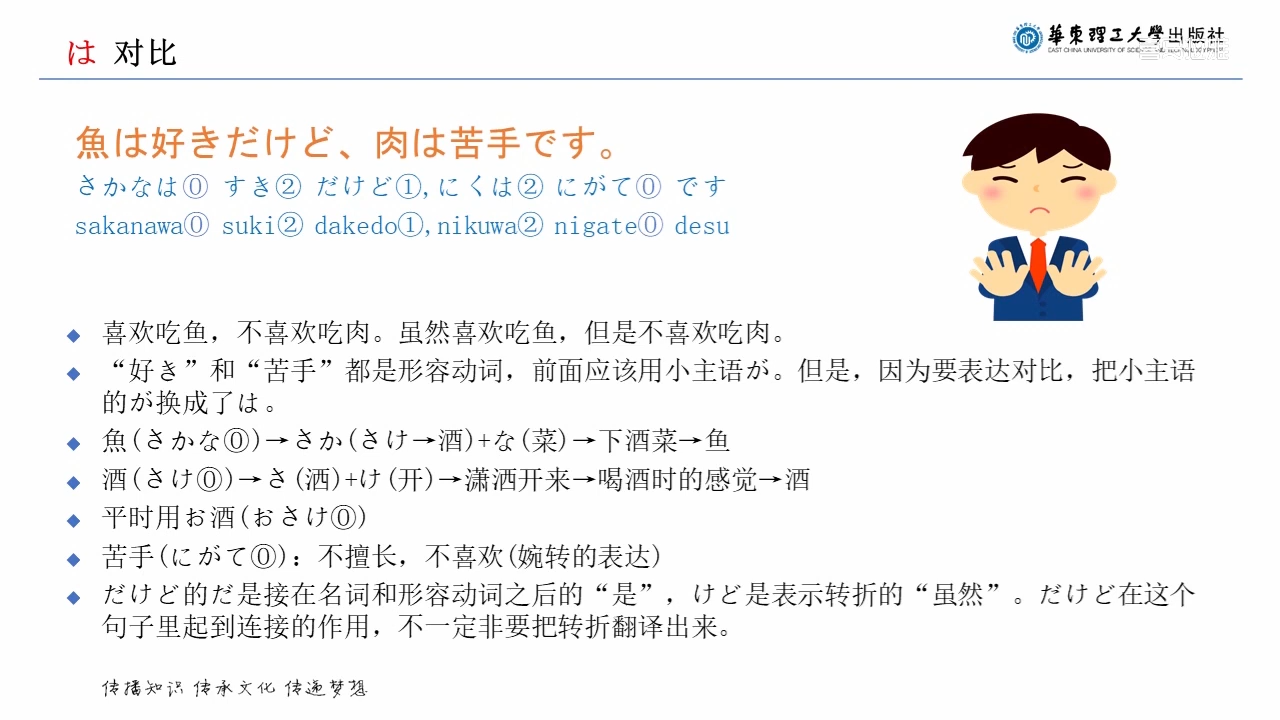 は 对比
華東理工大學出版社
魚は好きだけど、肉は苦手です。
さかなは⓪ すき② だけど①,にくは② にがて⓪ です
sakanawa⓪ suki② dakedo①,nikuwa② nigate⓪ desu
喜欢吃鱼，不喜欢吃肉。虽然喜欢吃鱼，但是不喜欢吃肉。
“好き”和“苦手”都是形容动词，前面应该用小主语が。但是，因为要表达对比，把小主语
的が换成了は。
魚(さかな⓪)→さか(さけ→酒)+な(菜)→下酒菜→鱼
酒(さけ⓪)→さ(洒)+け(开)→潇洒开来→喝酒时的感觉→酒
平时用お酒(おさけ⓪)
苦手(にがて⓪)：不擅长，不喜欢(婉转的表达)
だけど的だ是接在名词和形容动词之后的“是”，けど是表示转折的“虽然”。だけど在这个
句子里起到连接的作用，不一定非要把转折翻译出来。
传播知识 传承文化 传递梦想